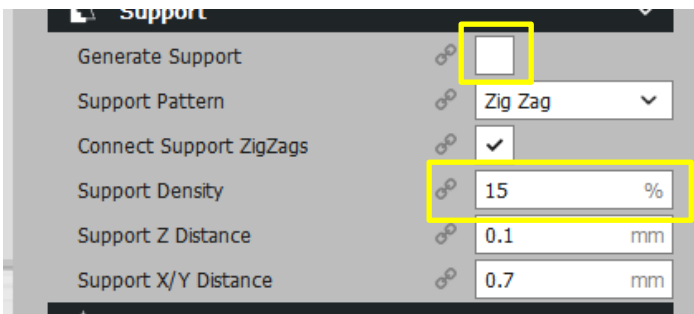 Support
Generate Support
Support Pattern Zig Zag
Connect Support ZigZags
Support Density 15 %
Support Z Distance 0.1 mm
Support X/Y Distance 0.7 mm